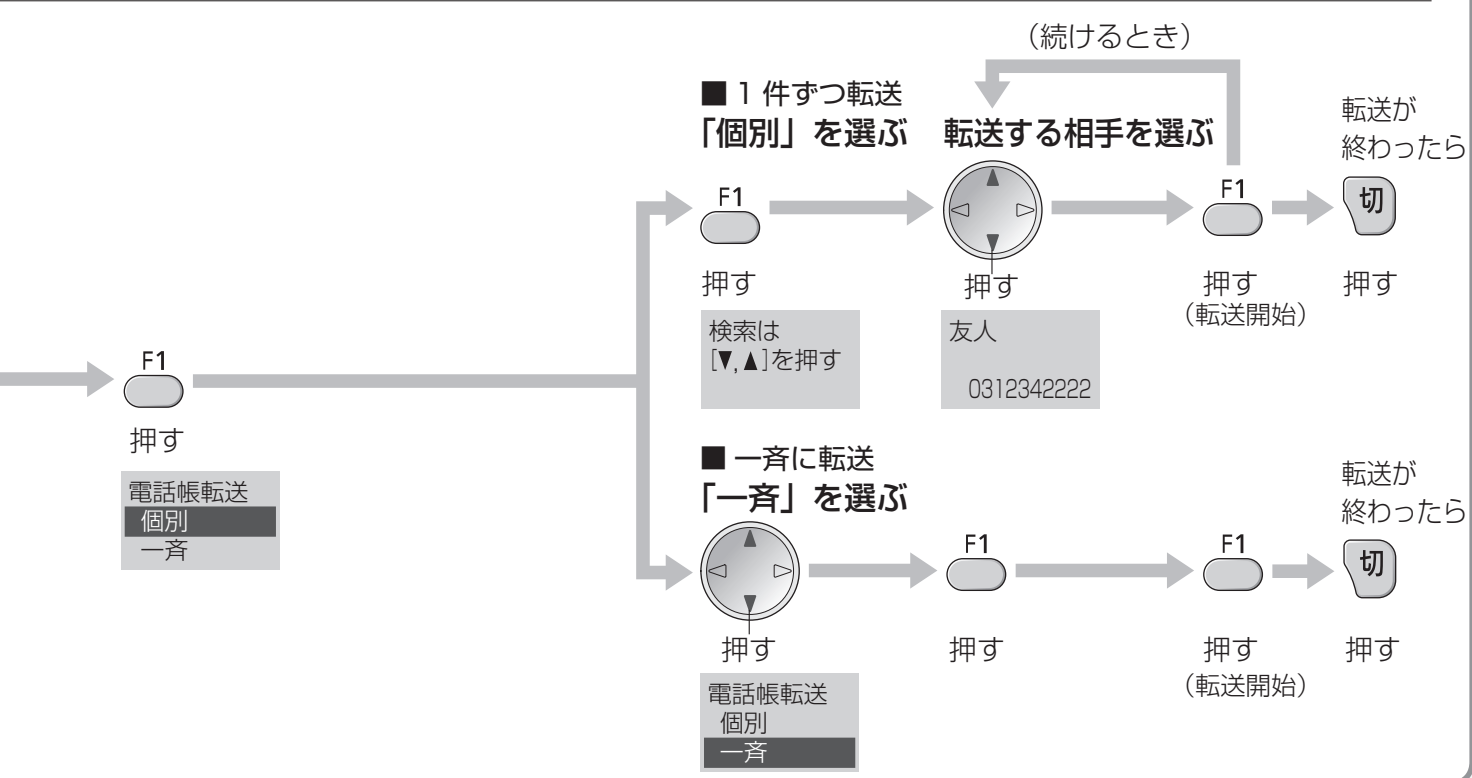 F1
押す
電話帳転送
個別
一斉
（続けるとき）
■ 1 件ずつ転送
「個別」を選ぶ
転送する相手を選ぶ
転送が
終わったら
F1
F1
切
押す
押す
押す
（転送開始）
押す
検索は
[▼,▲]を押す
友人
0312342222
■ 一斉に転送
「一斉」を選ぶ
転送が
終わったら
F1
F1
切
押す
押す
押す
（転送開始）
押す
電話帳転送
個別
一斉